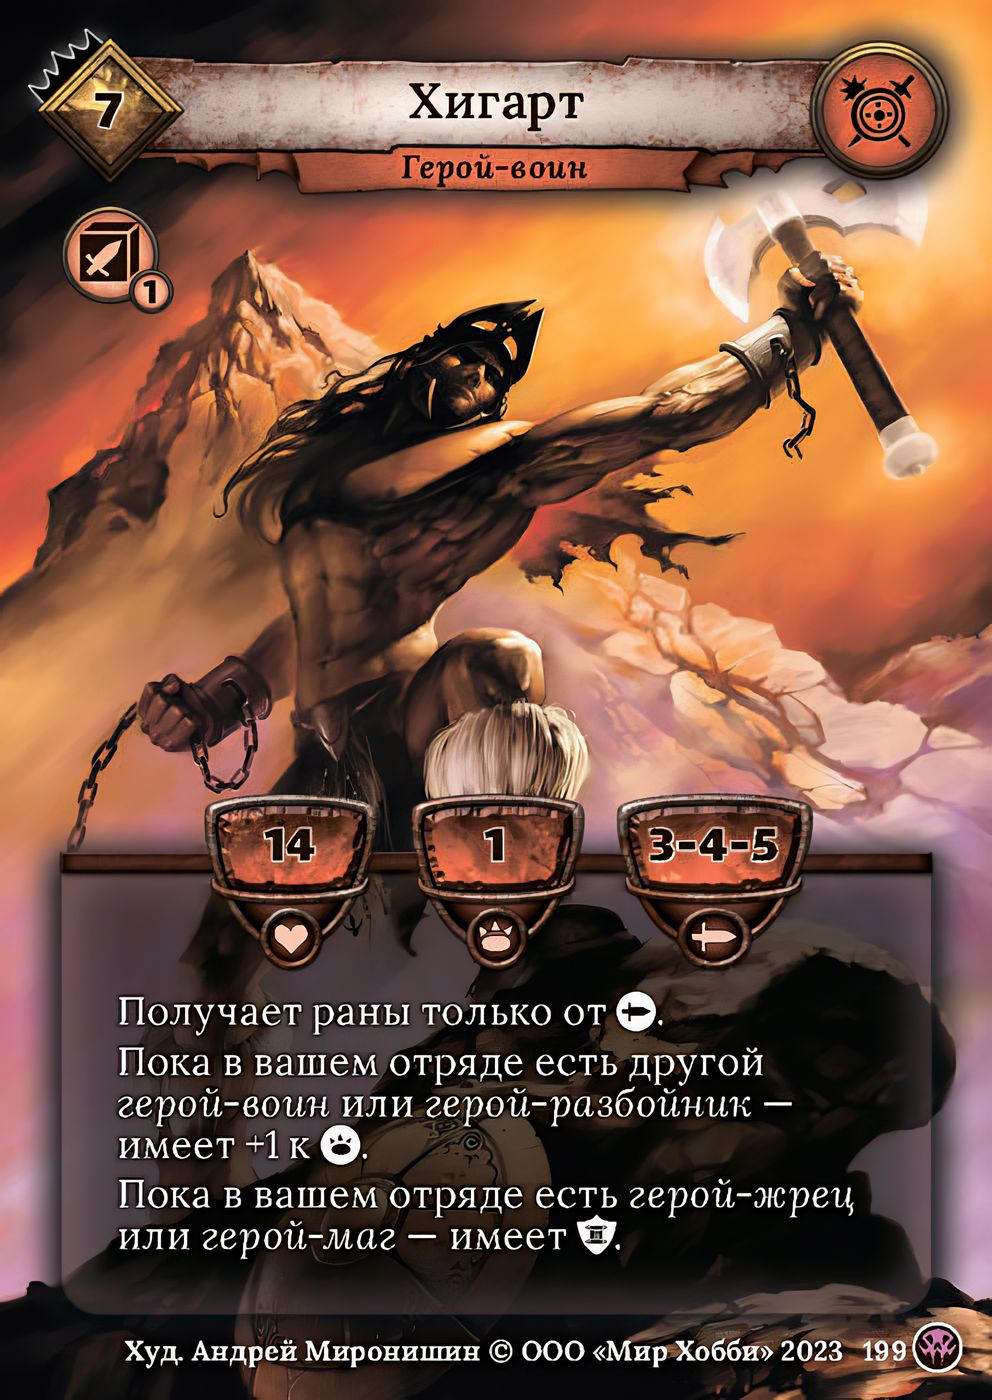 7
Хигарт
Герой-воин
1
14
1
3-4-5
Получает раны только от .
Пока в вашем отряде есть другой
герой-воин или герой-разбойник —
имеет +1 к .
Пока в вашем отряде есть герой-жрец
или герой-маг — имеет .
Худ. Андрей Миронишин © ООО «Мир Хобби» 2023 199